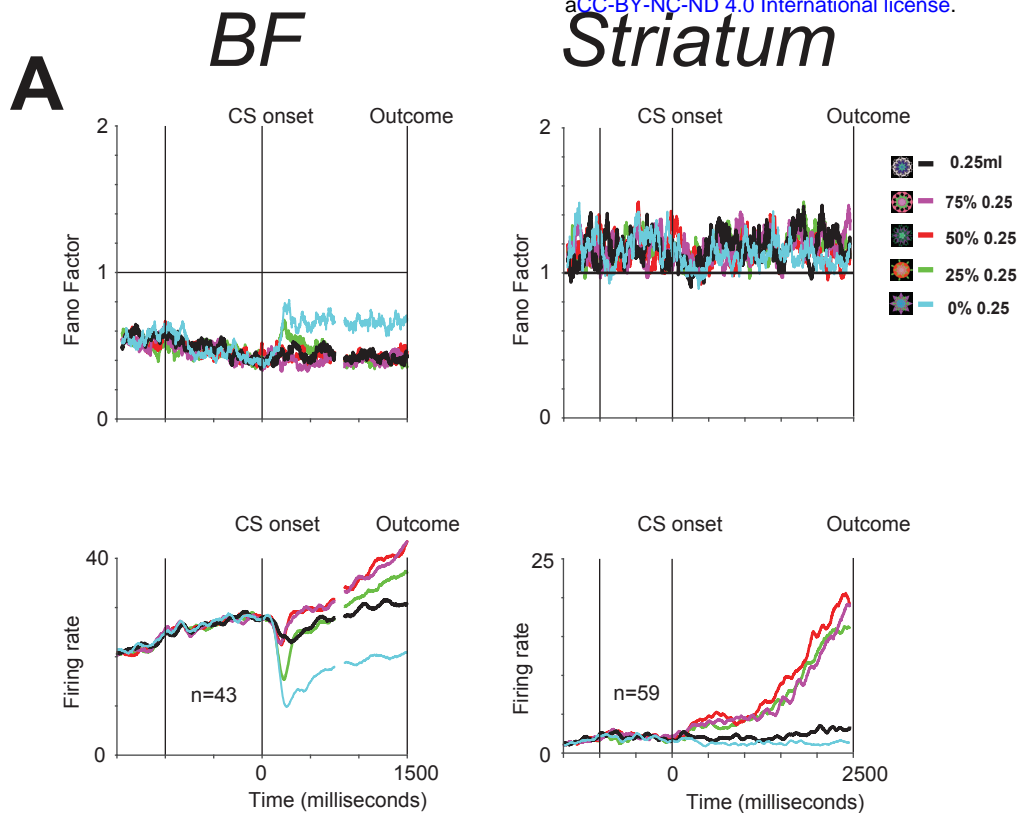 aCC-BY-NC-ND 4.0 International license.
BF
Striatum
A
CS onset
Outcome
2
1
0
Fano Factor
CS onset
Outcome
2
1
0
Fano Factor
0.25ml
75% 0.25
50% 0.25
25% 0.25
0% 0.25
CS onset
Outcome
40
0
Firing rate
n=43
0
1500
Time (milliseconds)
CS onset
Outcome
25
0
Firing rate
n=59
0
2500
Time (milliseconds)